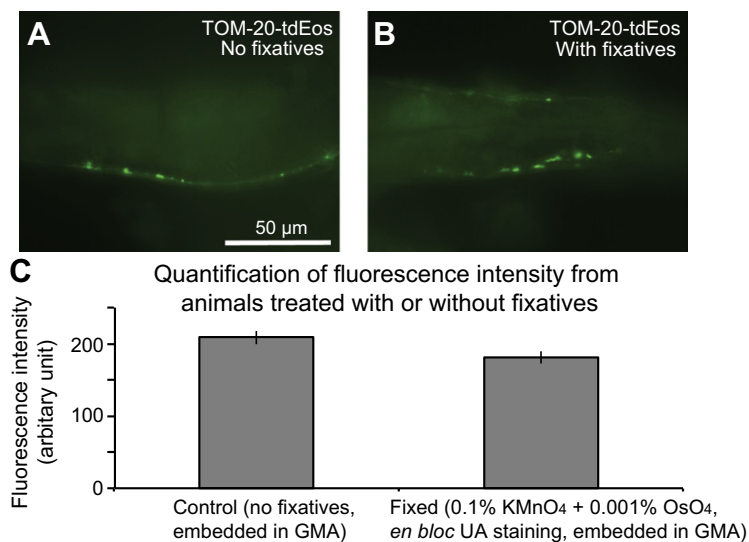 A
TOM-20-tdEos
No fixatives
50 µm
B
TOM-20-tdEos
With fixatives
C
Quantification of fluorescence intensity from
animals treated with or without fixatives
Fluorescence intensity
(arbitary unit)
200
100
0
Control (no fixatives,
embedded in GMA)
Fixed (0.1% KMnO4 + 0.001% OsO4,
en bloc UA staining, embedded in GMA)